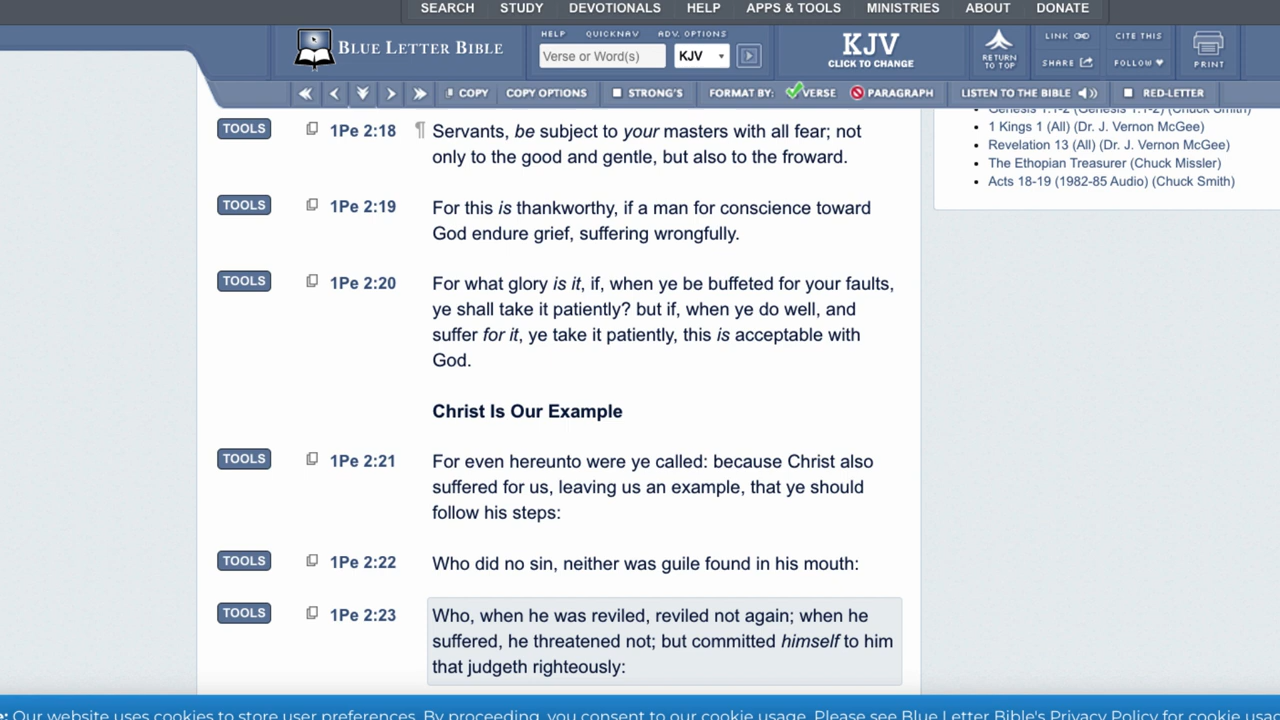 SEARCH STUDY DEVOTIONALS HELP APPS & TOOLS MINISTRIES ABOUT DONATE
BLUE LETTER BIBLE
HELP QUICKNAV ADV. OPTIONS
Verse or Word(s) KJV
KJV
CLICK TO CHANGE
RETURN
TO TOP
LINK CITE THIS
SHARE FOLLOW
PRINT
COPY COPY OPTIONS STRONG'S FORMAT BY: VERSE PARAGRAPH LISTEN TO THE BIBLE RED-LETTER
Genesis 1:1-2 (Genesis 1:1-2) (Chuck Smith)
1 Kings 1 (All) (Dr. J. Vernon McGee)
Revelation 13 (All) (Dr. J. Vernon McGee)
The Ethopian Treasurer (Chuck Missler)
Acts 18-19 (1982-85 Audio) (Chuck Smith)
TOOLS 1Pe 2:18 ¶ Servants, be subject to your masters with all fear; not
only to the good and gentle, but also to the froward.
TOOLS 1Pe 2:19 For this is thankworthy, if a man for conscience toward
God endure grief, suffering wrongfully.
TOOLS 1Pe 2:20 For what glory is it, if, when ye be buffeted for your faults,
ye shall take it patiently? but if, when ye do well, and
suffer for it, ye take it patiently, this is acceptable with
God.
Christ Is Our Example
TOOLS 1Pe 2:21 For even hereunto were ye called: because Christ also
suffered for us, leaving us an example, that ye should
follow his steps:
TOOLS 1Pe 2:22 Who did no sin, neither was guile found in his mouth:
TOOLS 1Pe 2:23 Who, when he was reviled, reviled not again; when he
suffered, he threatened not; but committed himself to him
that judgeth righteously:
e: Our website uses cookies to store user preferences. By proceeding, you consent to our cookie usage. Please see Blue Letter Bible's Privacy Policy for cookie usag